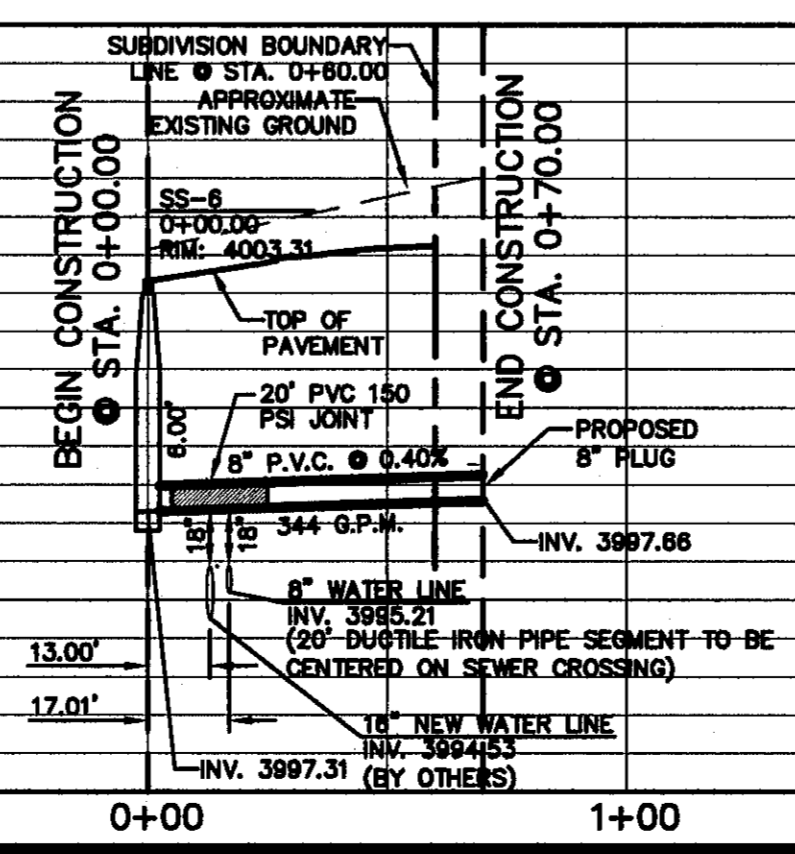 SUBDIVISION BOUNDARY
LINE @ STA. 0+60.00
APPROXIMATE
EXISTING GROUND
BEGIN CONSTRUCTION
@ STA. 0+00.00
SS-6
0+00.00
RIM: 4003.31
END CONSTRUCTION
@ STA. 0+70.00
TOP OF
PAVEMENT
6.00'
20' PVC 150
PSI JOINT
8" P.V.C. @ 0.40%
PROPOSED
8" PLUG
18"
18"
344 G.P.M.
INV. 3997.66
8" WATER LINE
INV. 3995.21
(20' DUCTILE IRON PIPE SEGMENT TO BE
CENTERED ON SEWER CROSSING)
13.00'
17.01'
16" NEW WATER LINE
INV. 3994.53
(BY OTHERS)
INV. 3997.31
0+00
1+00